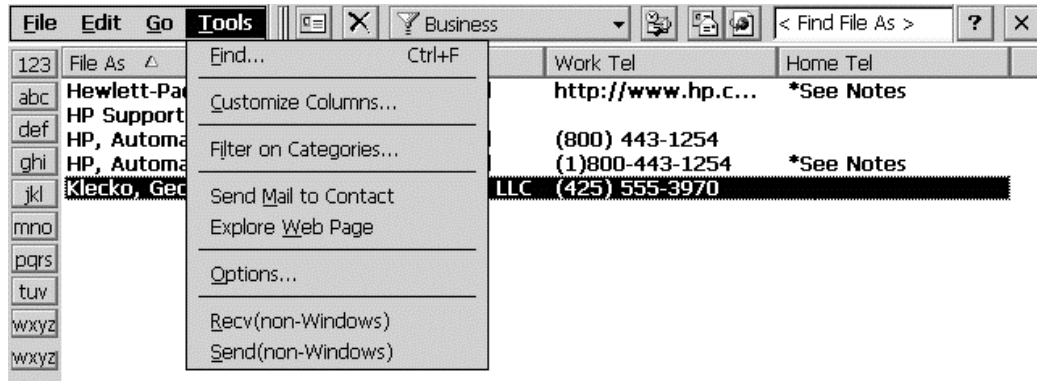 File Edit Go Tools Business < Find File As > ? ×
123 File As Work Tel Home Tel
Find... Ctrl+F
abc Hewlett-Pa http://www.hp.c... *See Notes
Customize Columns...
HP Support
def HP, Automa (800) 443-1254
Filter on Categories...
ghi HP, Automa (1)800-443-1254 *See Notes
jkl Klecko, Geo LLC (425) 555-3970
Send Mail to Contact
mno Explore Web Page
pqrs
Options...
tuv
wxyz Recv(non-Windows)
wxyz Send(non-Windows)